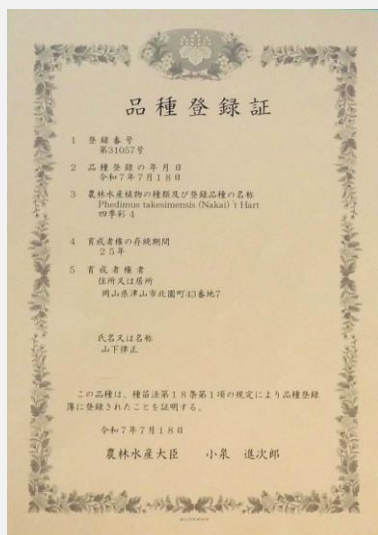 品種登録証
1 登録番号
第31057号
2 品種登録の年月日
令和7年7月18日
3 農林水産植物の種類及び登録品種の名称
Phedimus takesimensis (Nakai) 't Hart
四季彩4
4 育成者権の存続期間
25年
5 育成者権者
住所又は居所
岡山県津山市北園町43番地7
氏名又は名称
山下律正
この品種は、種苗法第18条第1項の規定により品種登録
簿に登録されたことを証明する。
令和7年7月18日
農林水産大臣 小泉 進次郎